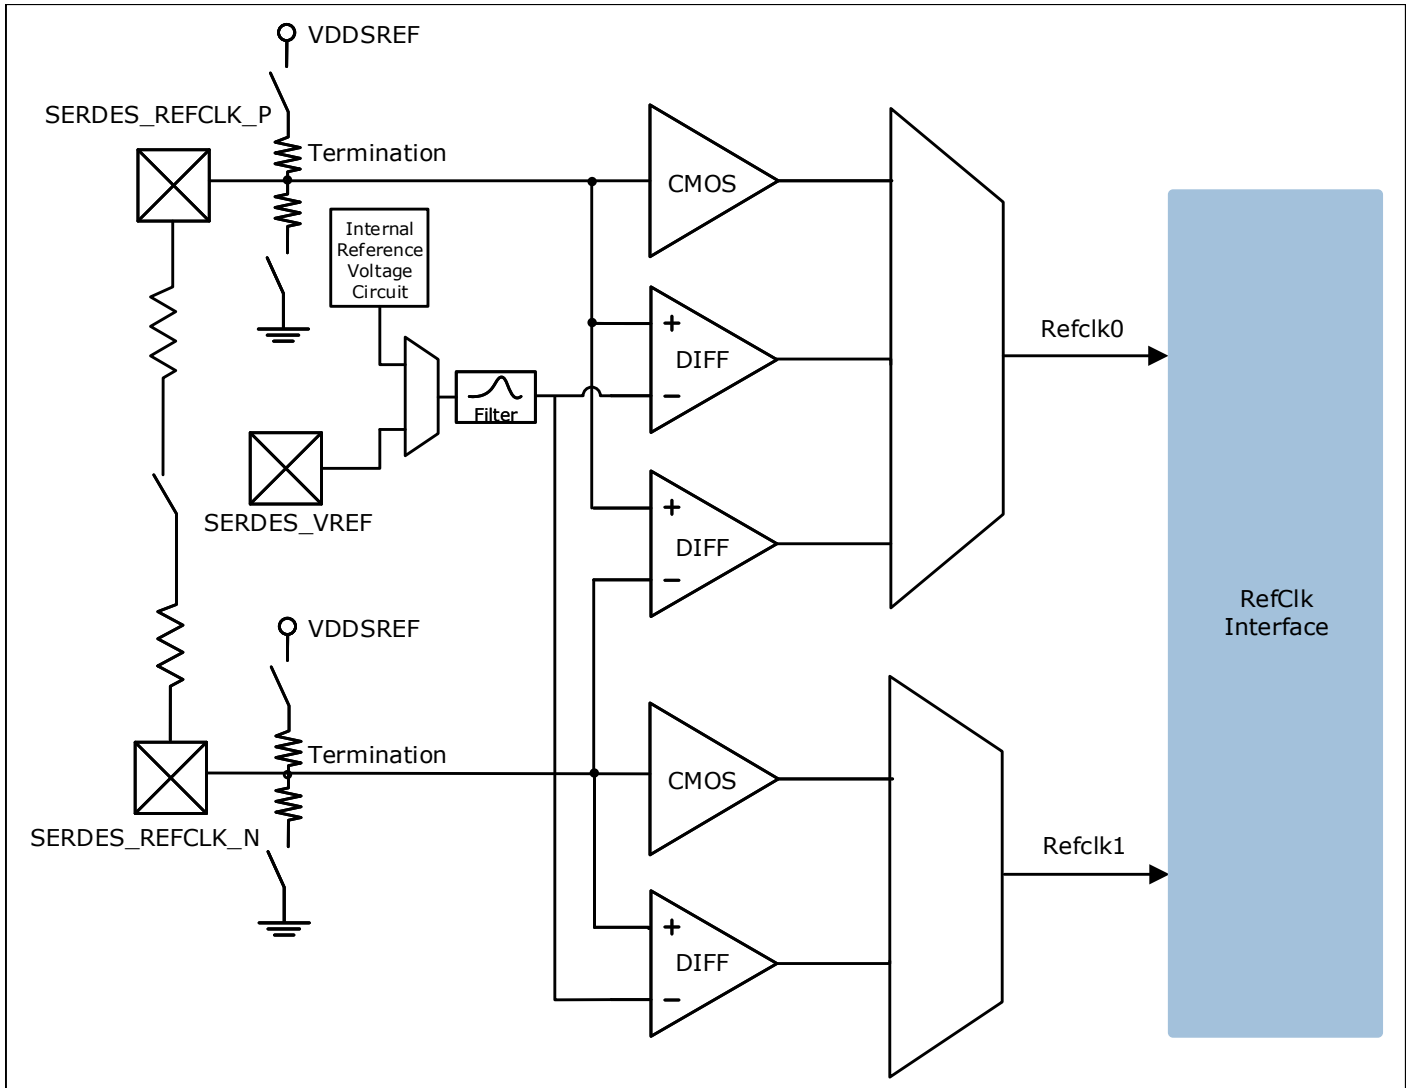 VDDSREF
SERDES_REFCLK_P
Termination
CMOS
Internal
Reference
Voltage
Circuit
+
DIFF
−
Refclk0
Filter
SERDES_VREF
+
DIFF
−
RefClk
Interface
VDDSREF
Termination
CMOS
SERDES_REFCLK_N
Refclk1
+
DIFF
−